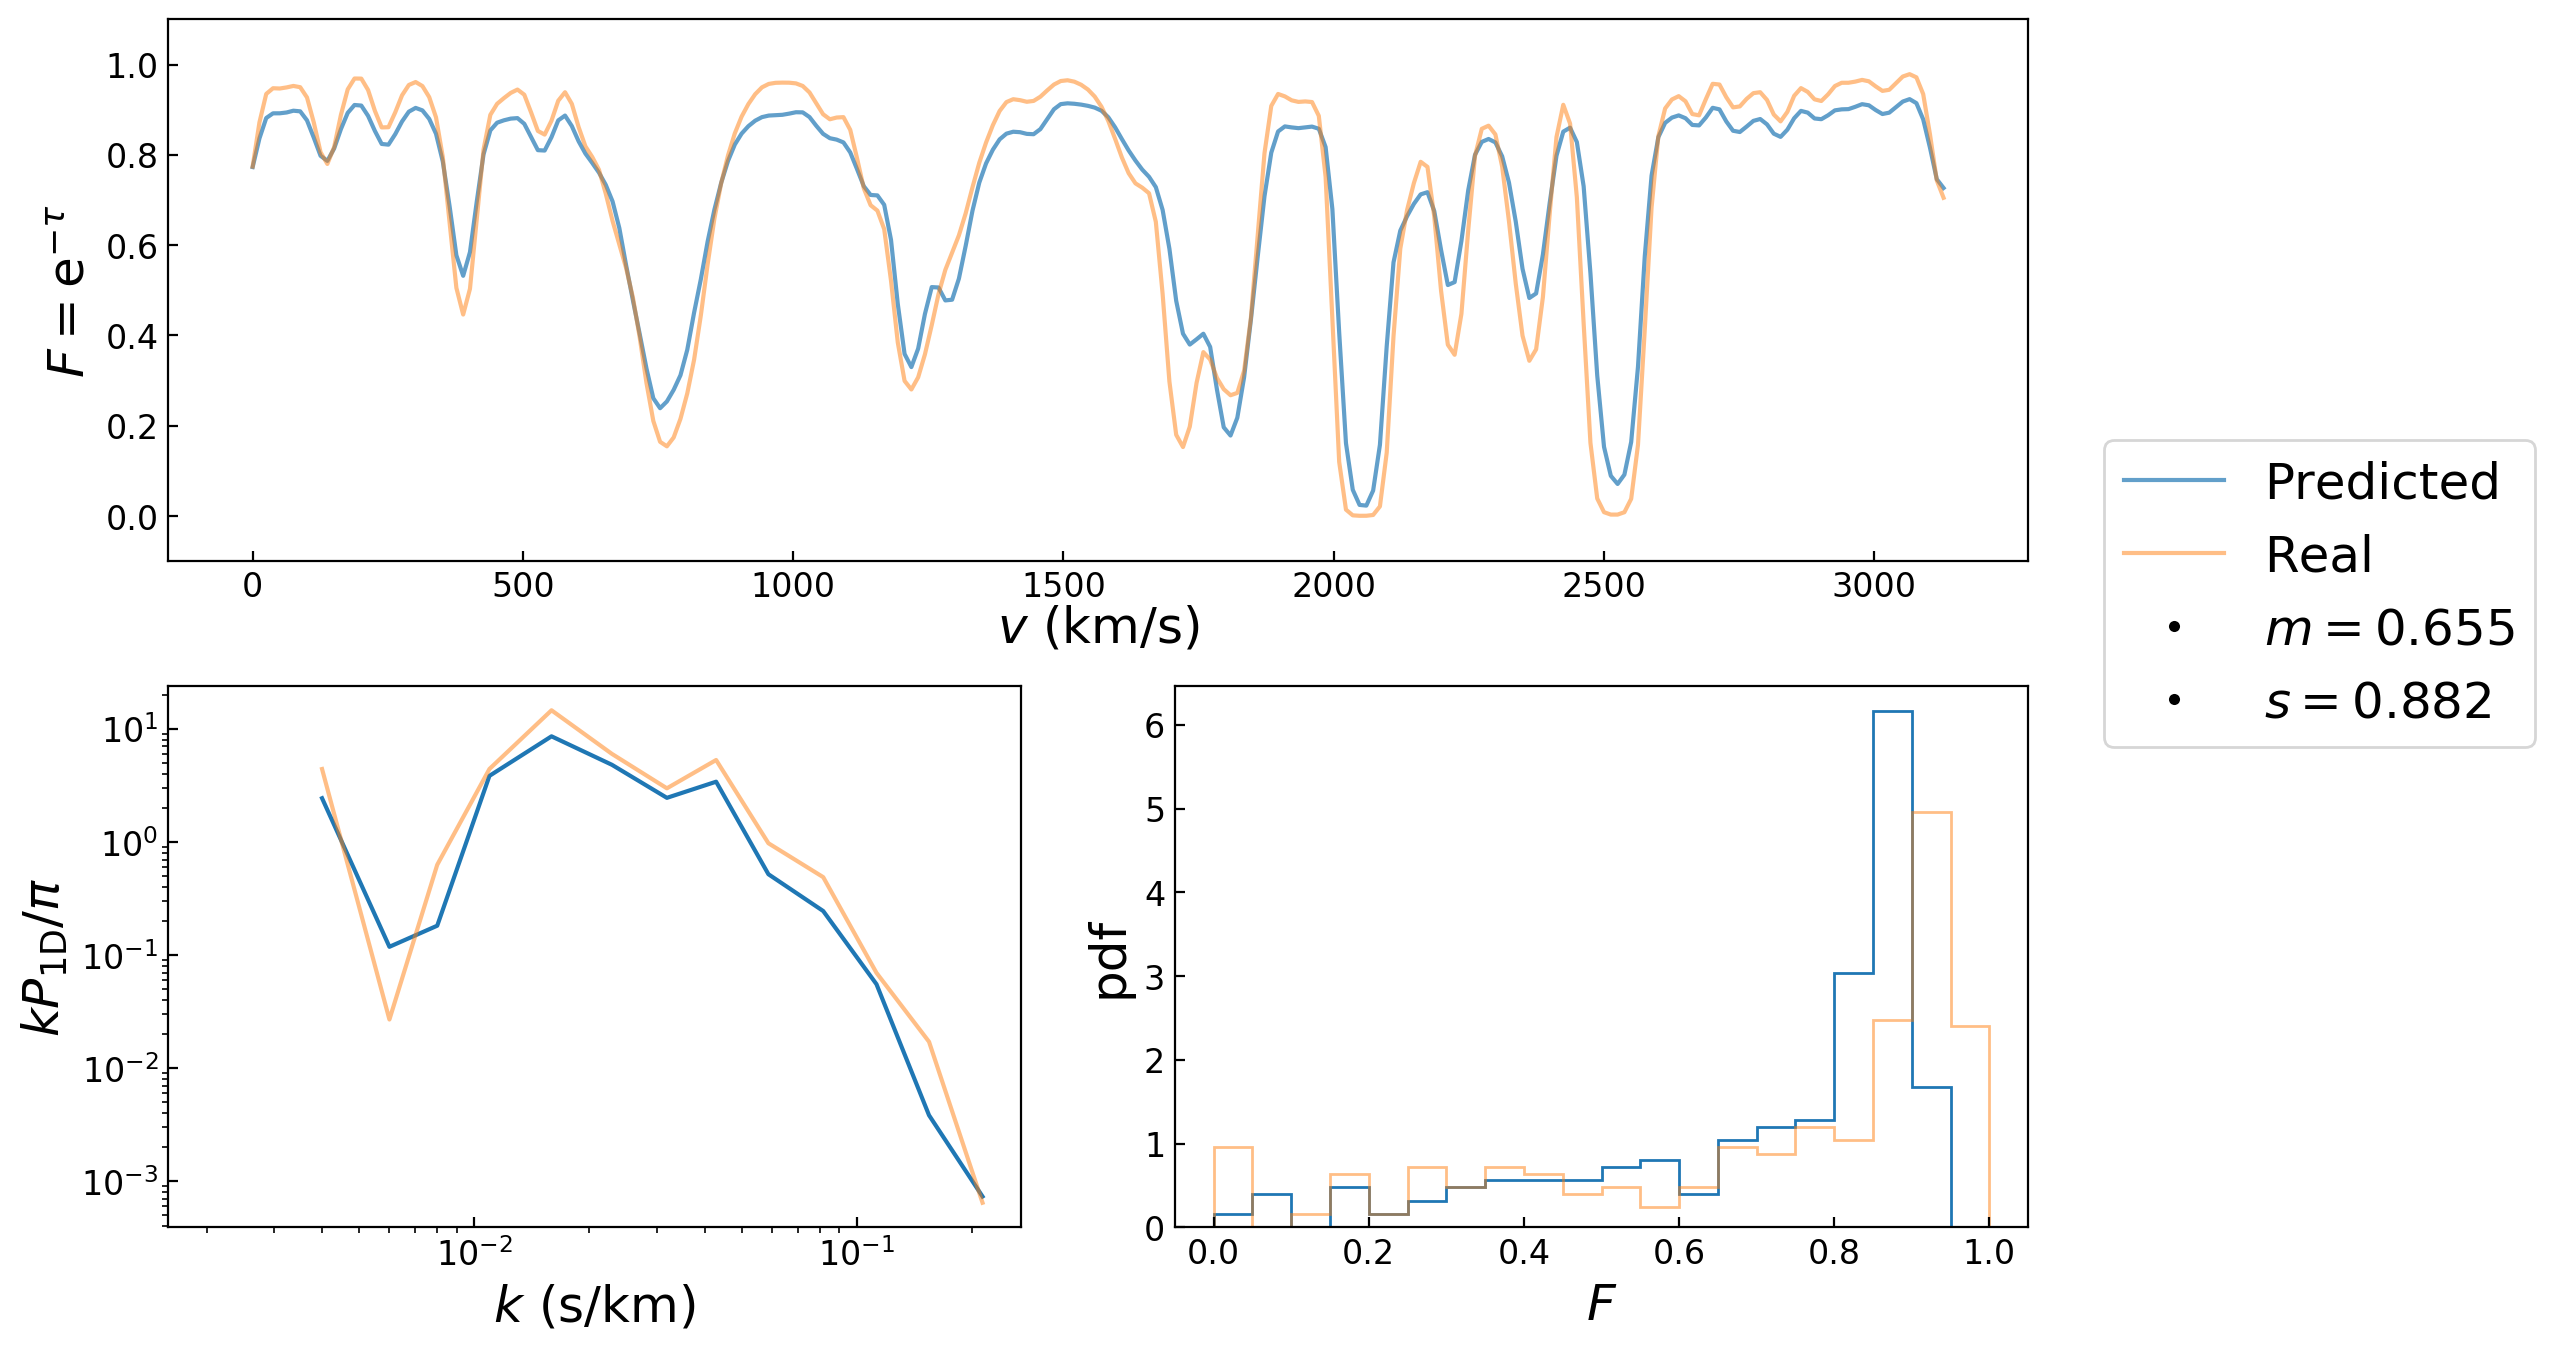 1.0
0.8
0.6
0.4
0.2
0.0
F = e^{−τ}
0 500 1000 1500 2000 2500 3000
v (km/s)
Predicted
Real
m = 0.655
s = 0.882
10^1
10^0
10^{−1}
10^{−2}
10^{−3}
kP_{1D}/π
10^{−2} 10^{−1}
k (s/km)
6
5
4
3
2
1
0
pdf
0.0 0.2 0.4 0.6 0.8 1.0
F